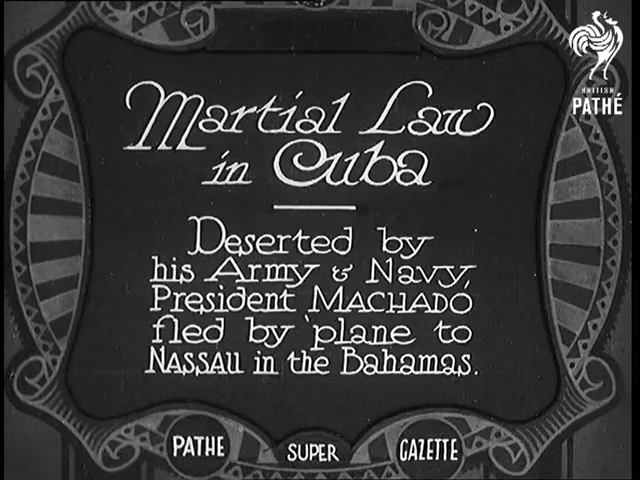 BRITISH
PATHÉ
Martial Law
in Cuba
Deserted by
his Army & Navy,
President MACHADO
fled by 'plane to
NASSAU in the Bahamas.
PATHE SUPER GAZETTE